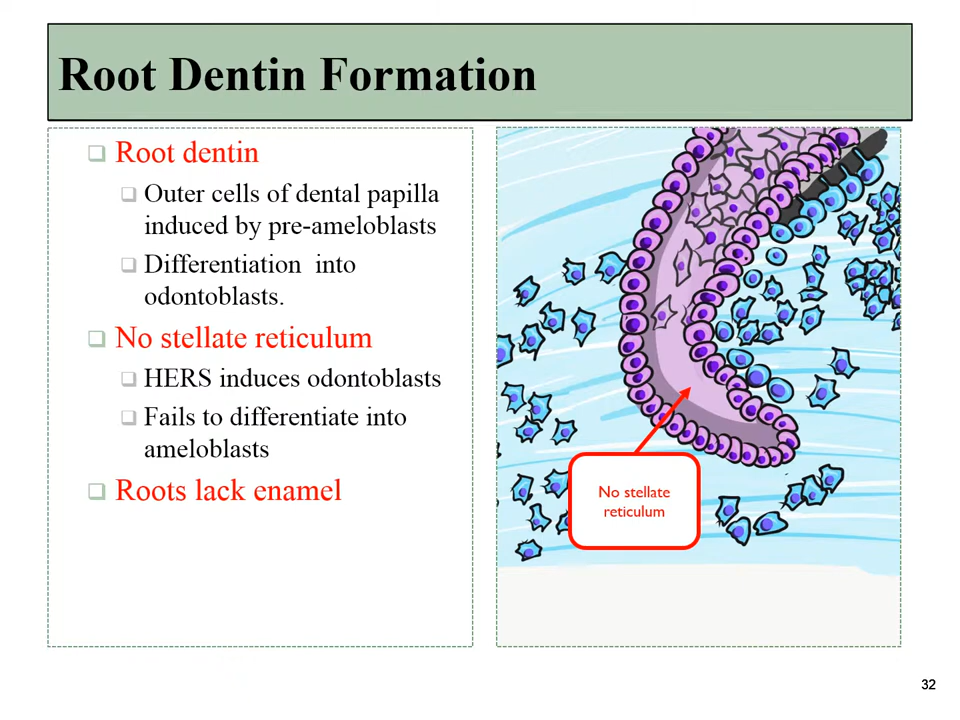 Root Dentin Formation
Root dentin
Outer cells of dental papilla
induced by pre-ameloblasts
Differentiation into
odontoblasts.
No stellate reticulum
HERS induces odontoblasts
Fails to differentiate into
ameloblasts
Roots lack enamel
No stellate
reticulum
32